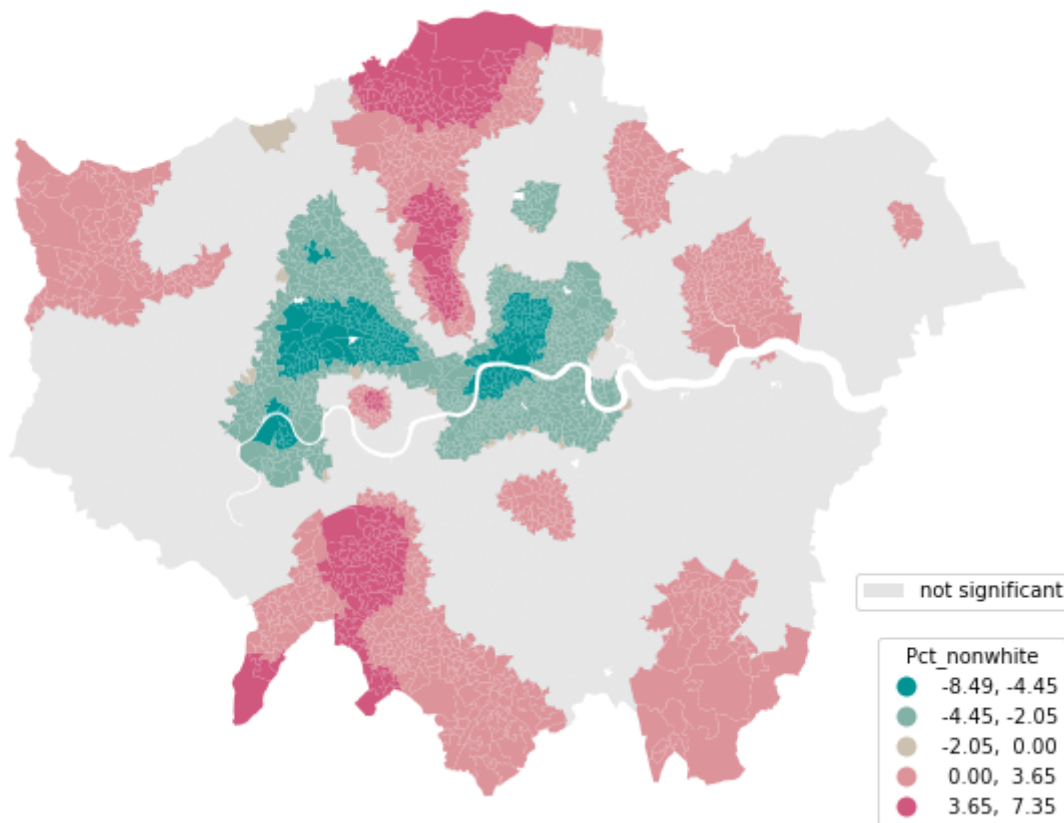 not significant
Pct_nonwhite
-8.49, -4.45
-4.45, -2.05
-2.05, 0.00
0.00, 3.65
3.65, 7.35